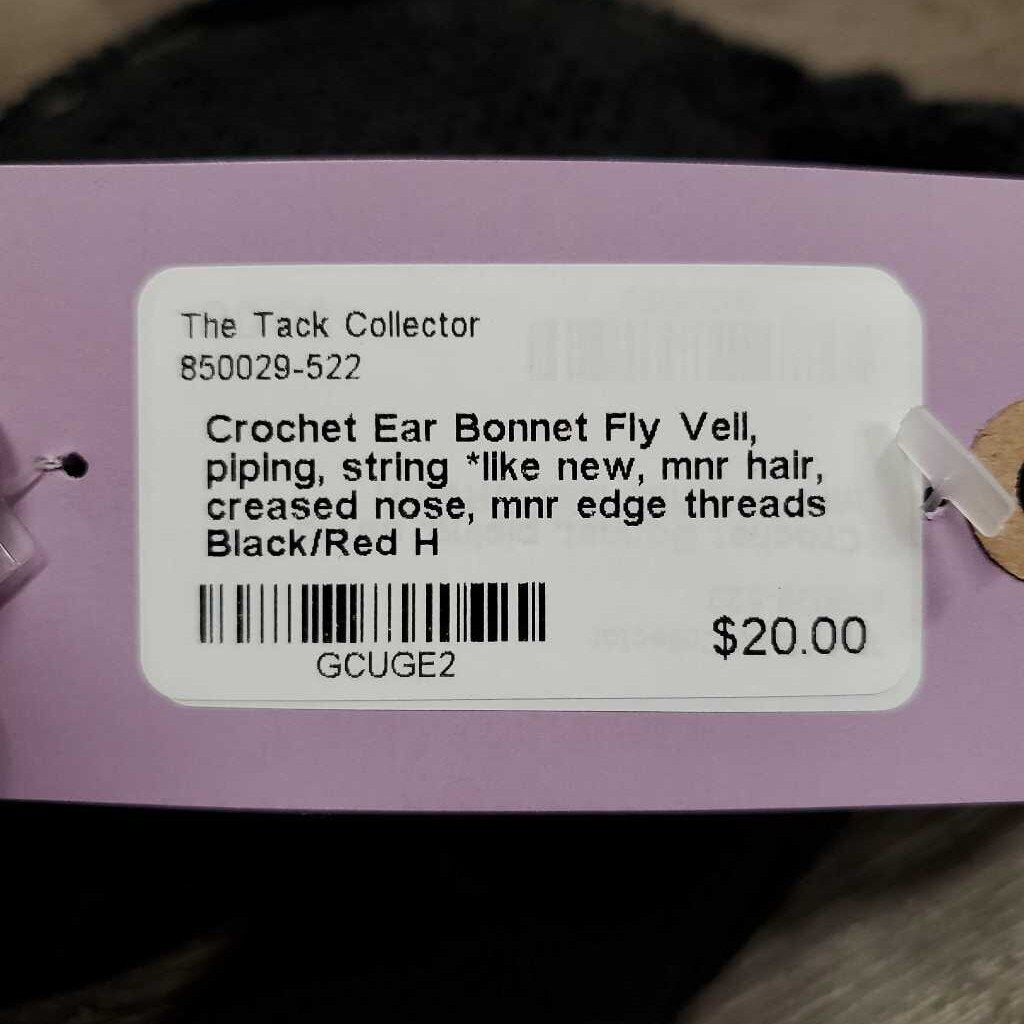 The Tack Collector
850029-522
Crochet Ear Bonnet Fly Veil,
piping, string *like new, mnr hair,
creased nose, mnr edge threads
Black/Red H
GCUGE2
$20.00